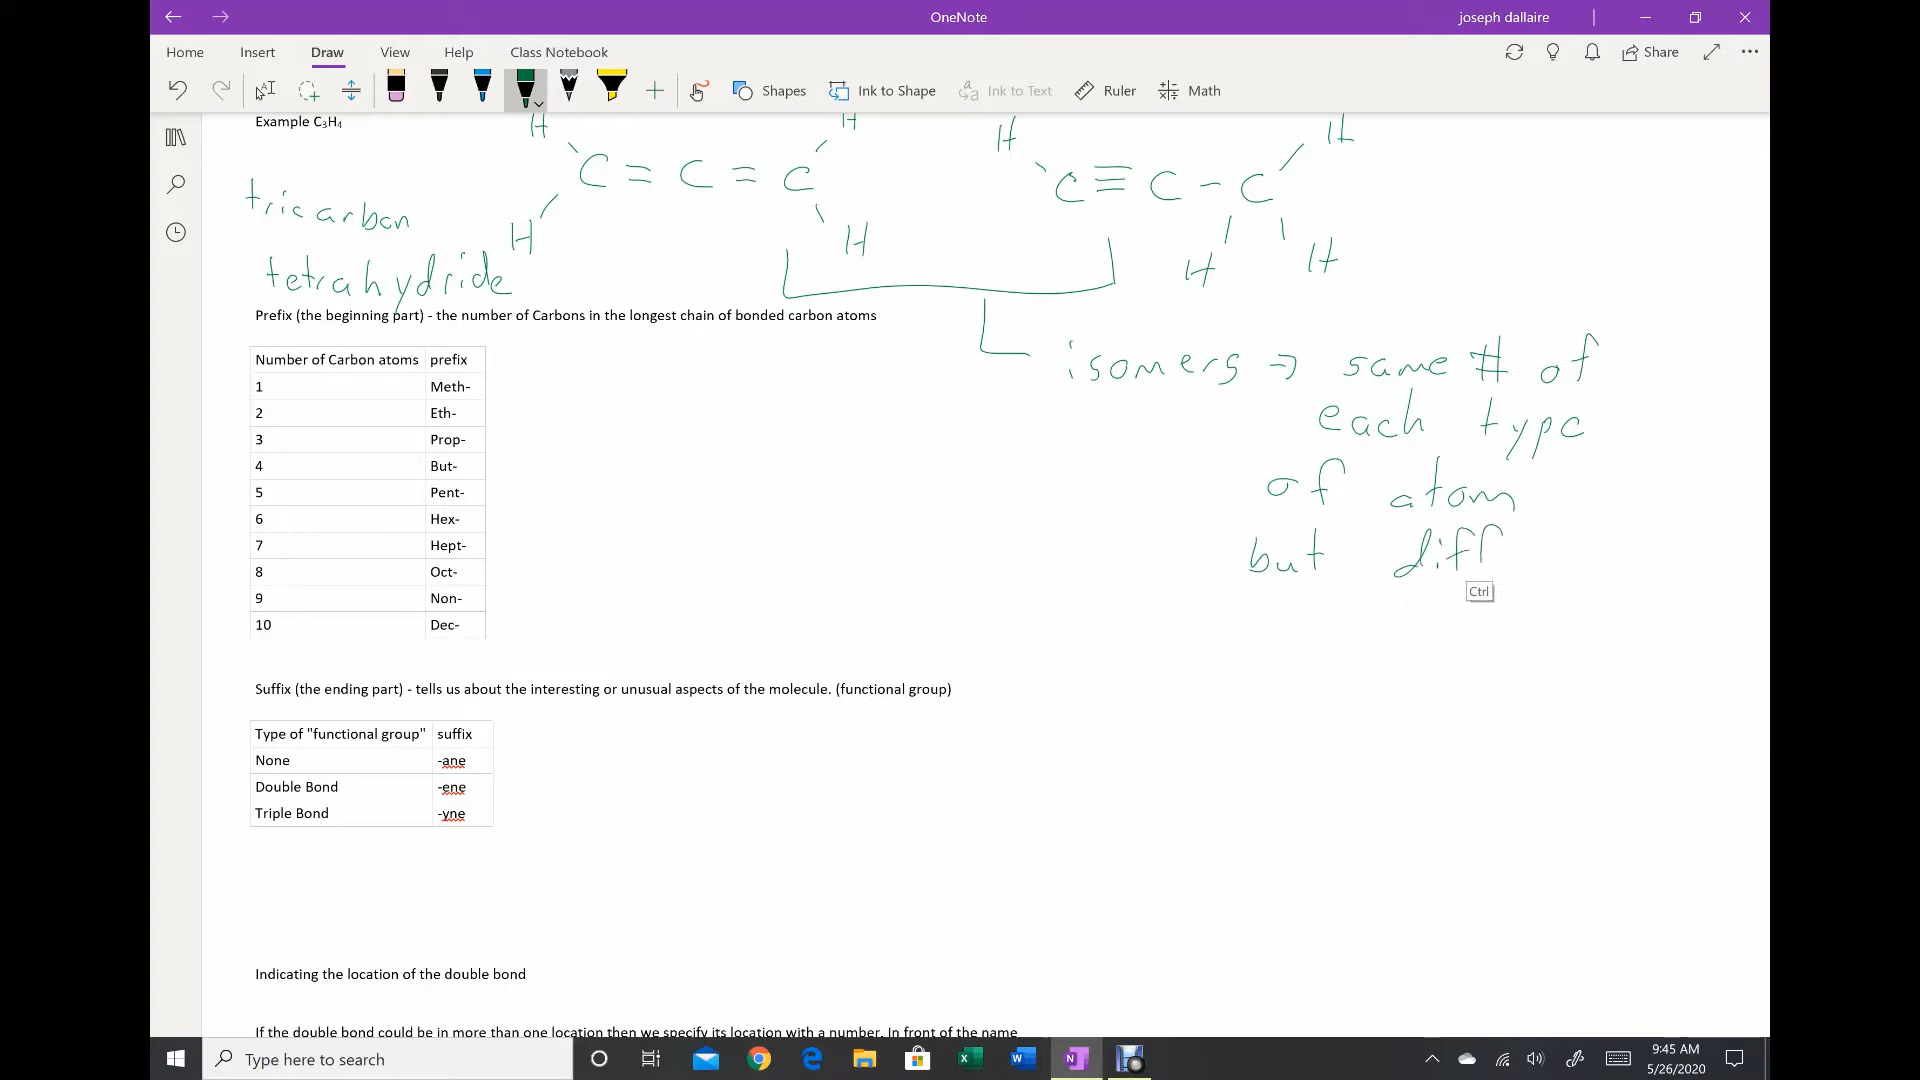 OneNote
joseph dallaire
Home Insert Draw View Help Class Notebook
Share
Shapes Ink to Shape Ink to Text Ruler Math
Example C₃H₄
H H H H
C = C = C C ≡ C - C
tricarbon
H H H H
tetrahydride
Prefix (the beginning part) - the number of Carbons in the longest chain of bonded carbon atoms
Number of Carbon atoms prefix
1 Meth-
2 Eth-
3 Prop-
4 But-
5 Pent-
6 Hex-
7 Hept-
8 Oct-
9 Non-
10 Dec-
isomers ⇒ same # of
each type
of atom
but diff
Ctrl
Suffix (the ending part) - tells us about the interesting or unusual aspects of the molecule. (functional group)
Type of "functional group" suffix
None -ane
Double Bond -ene
Triple Bond -yne
Indicating the location of the double bond
If the double bond could be in more than one location then we specify its location with a number. In front of the name
Type here to search
9:45 AM
5/26/2020